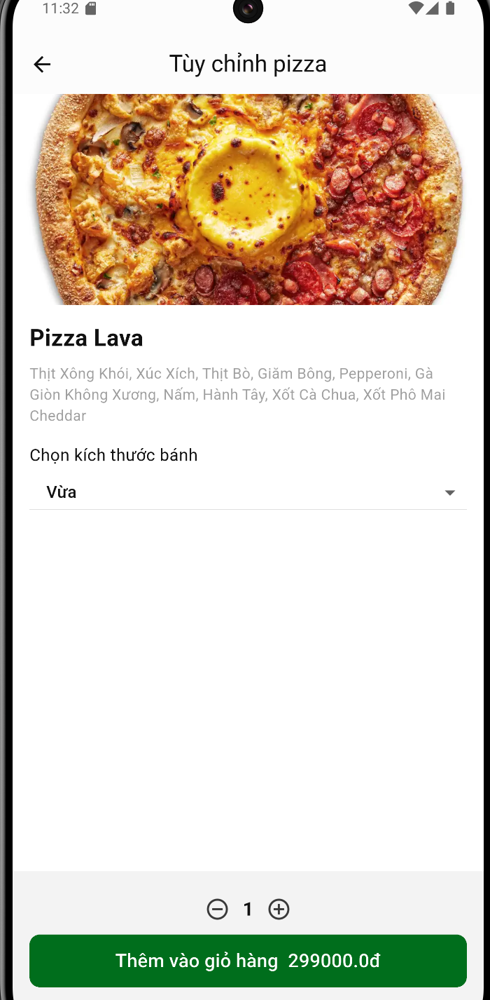 11:32
Tùy chỉnh pizza
Pizza Lava
Thịt Xông Khói, Xúc Xích, Thịt Bò, Giăm Bông, Pepperoni, Gà
Giòn Không Xương, Nấm, Hành Tây, Xốt Cà Chua, Xốt Phô Mai
Cheddar
Chọn kích thước bánh
Vừa
1
Thêm vào giỏ hàng 299000.0đ